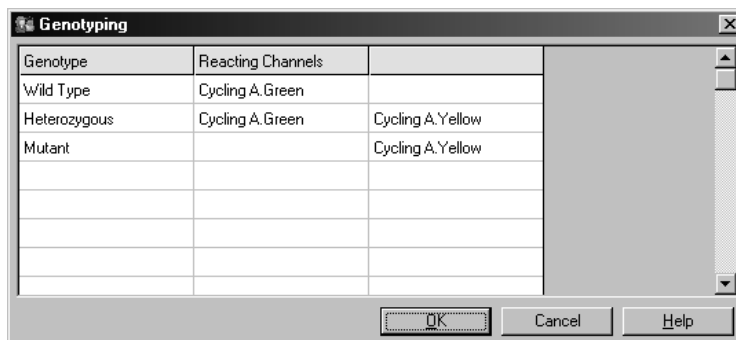 Genotyping
Genotype Reacting Channels
Wild Type Cycling A.Green
Heterozygous Cycling A.Green Cycling A.Yellow
Mutant Cycling A.Yellow
OK Cancel Help